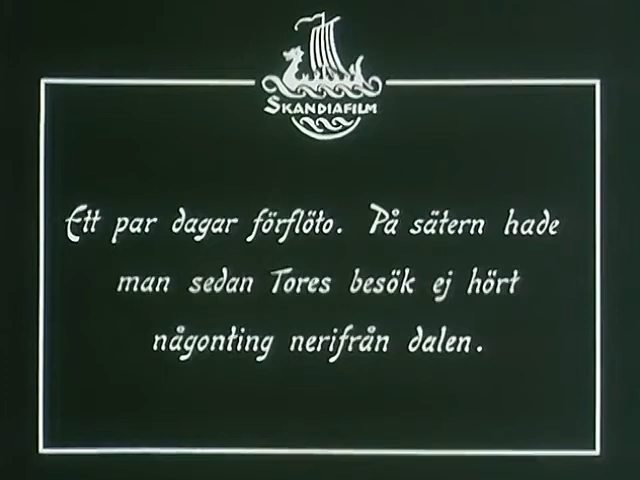 SKANDIAFILM
Ett par dagar förflöto. På sätern hade
man sedan Tores besök ej hört
någonting nerifrån dalen.